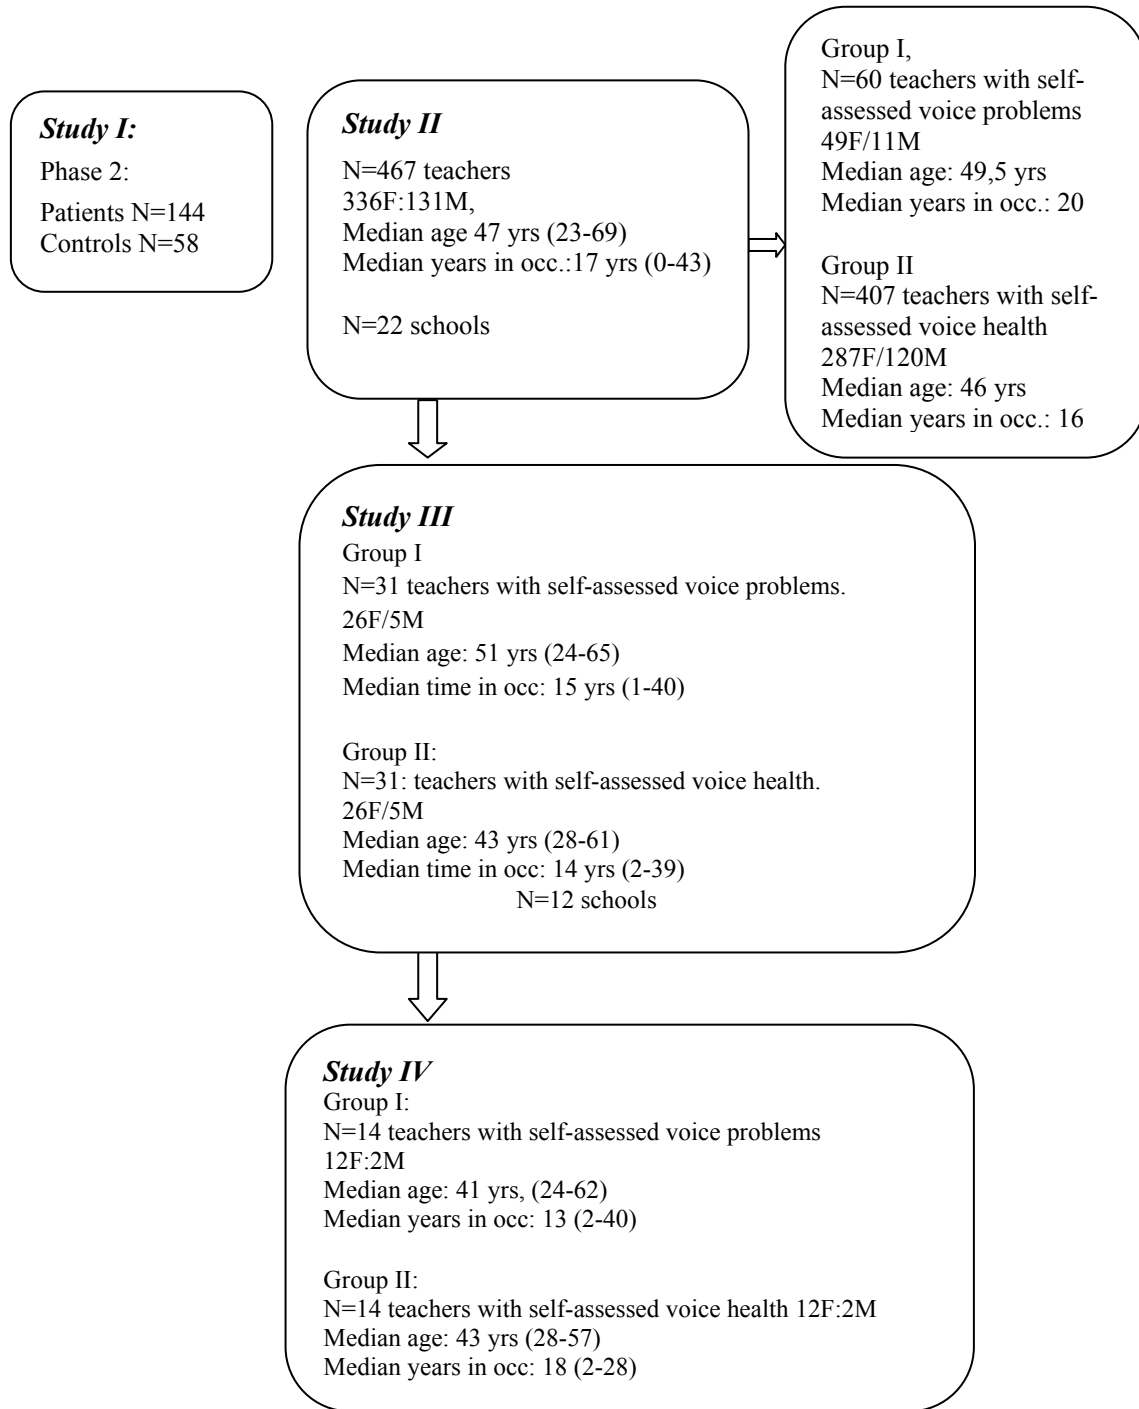 Study I:
Phase 2:
Patients N=144
Controls N=58
Study II
N=467 teachers
336F:131M,
Median age 47 yrs (23-69)
Median years in occ.:17 yrs (0-43)
N=22 schools
Group I,
N=60 teachers with self-
assessed voice problems
49F/11M
Median age: 49,5 yrs
Median years in occ.: 20
Group II
N=407 teachers with self-
assessed voice health
287F/120M
Median age: 46 yrs
Median years in occ.: 16
Study III
Group I
N=31 teachers with self-assessed voice problems.
26F/5M
Median age: 51 yrs (24-65)
Median time in occ: 15 yrs (1-40)
Group II:
N=31: teachers with self-assessed voice health.
26F/5M
Median age: 43 yrs (28-61)
Median time in occ: 14 yrs (2-39)
N=12 schools
Study IV
Group I:
N=14 teachers with self-assessed voice problems
12F:2M
Median age: 41 yrs, (24-62)
Median years in occ: 13 (2-40)
Group II:
N=14 teachers with self-assessed voice health 12F:2M
Median age: 43 yrs (28-57)
Median years in occ: 18 (2-28)